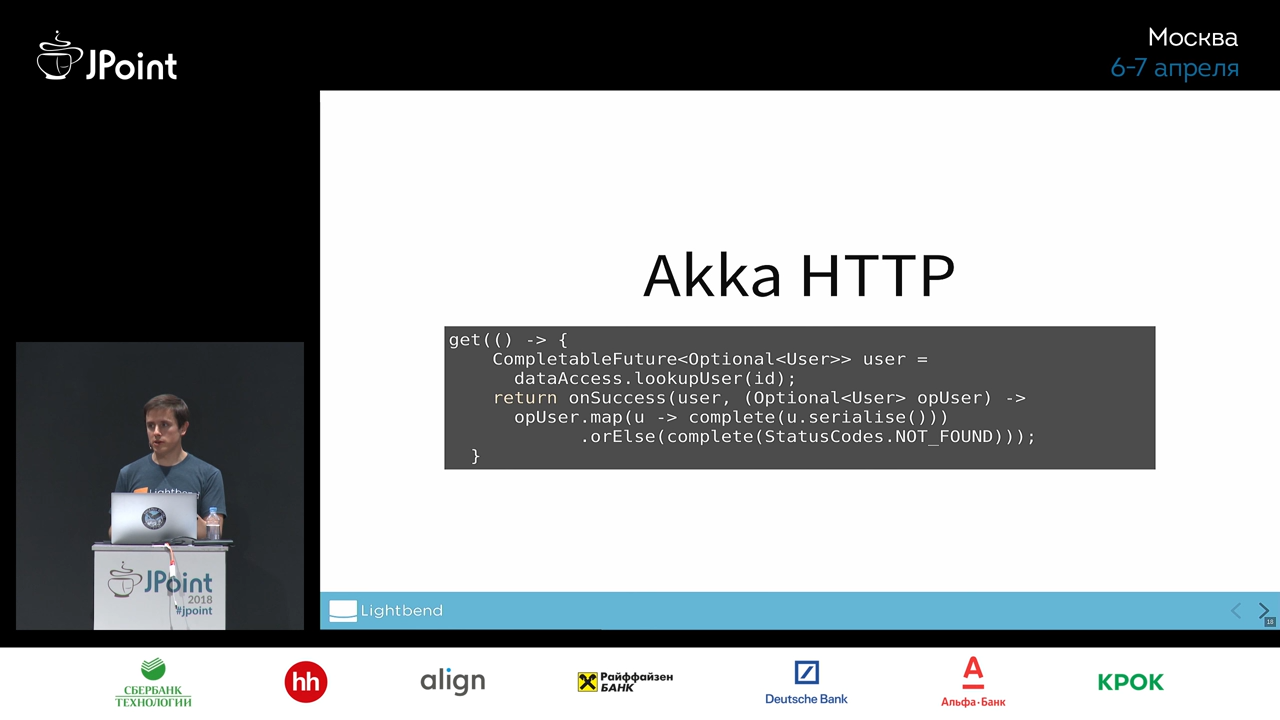 JPoint
Москва
6-7 апреля
Akka HTTP
get(() -> {
    CompletableFuture<Optional<User>> user =
      dataAccess.lookupUser(id);
    return onSuccess(user, (Optional<User> opUser) ->
      opUser.map(u -> complete(u.serialise()))
            .orElse(complete(StatusCodes.NOT_FOUND)));
  }
Lightbend
JPoint
2018
#jpoint
Lightbend
18
СБЕРБАНК
ТЕХНОЛОГИИ
hh
align
Райффайзен
БАНК
Deutsche Bank
А
Альфа·Банк
КРОК